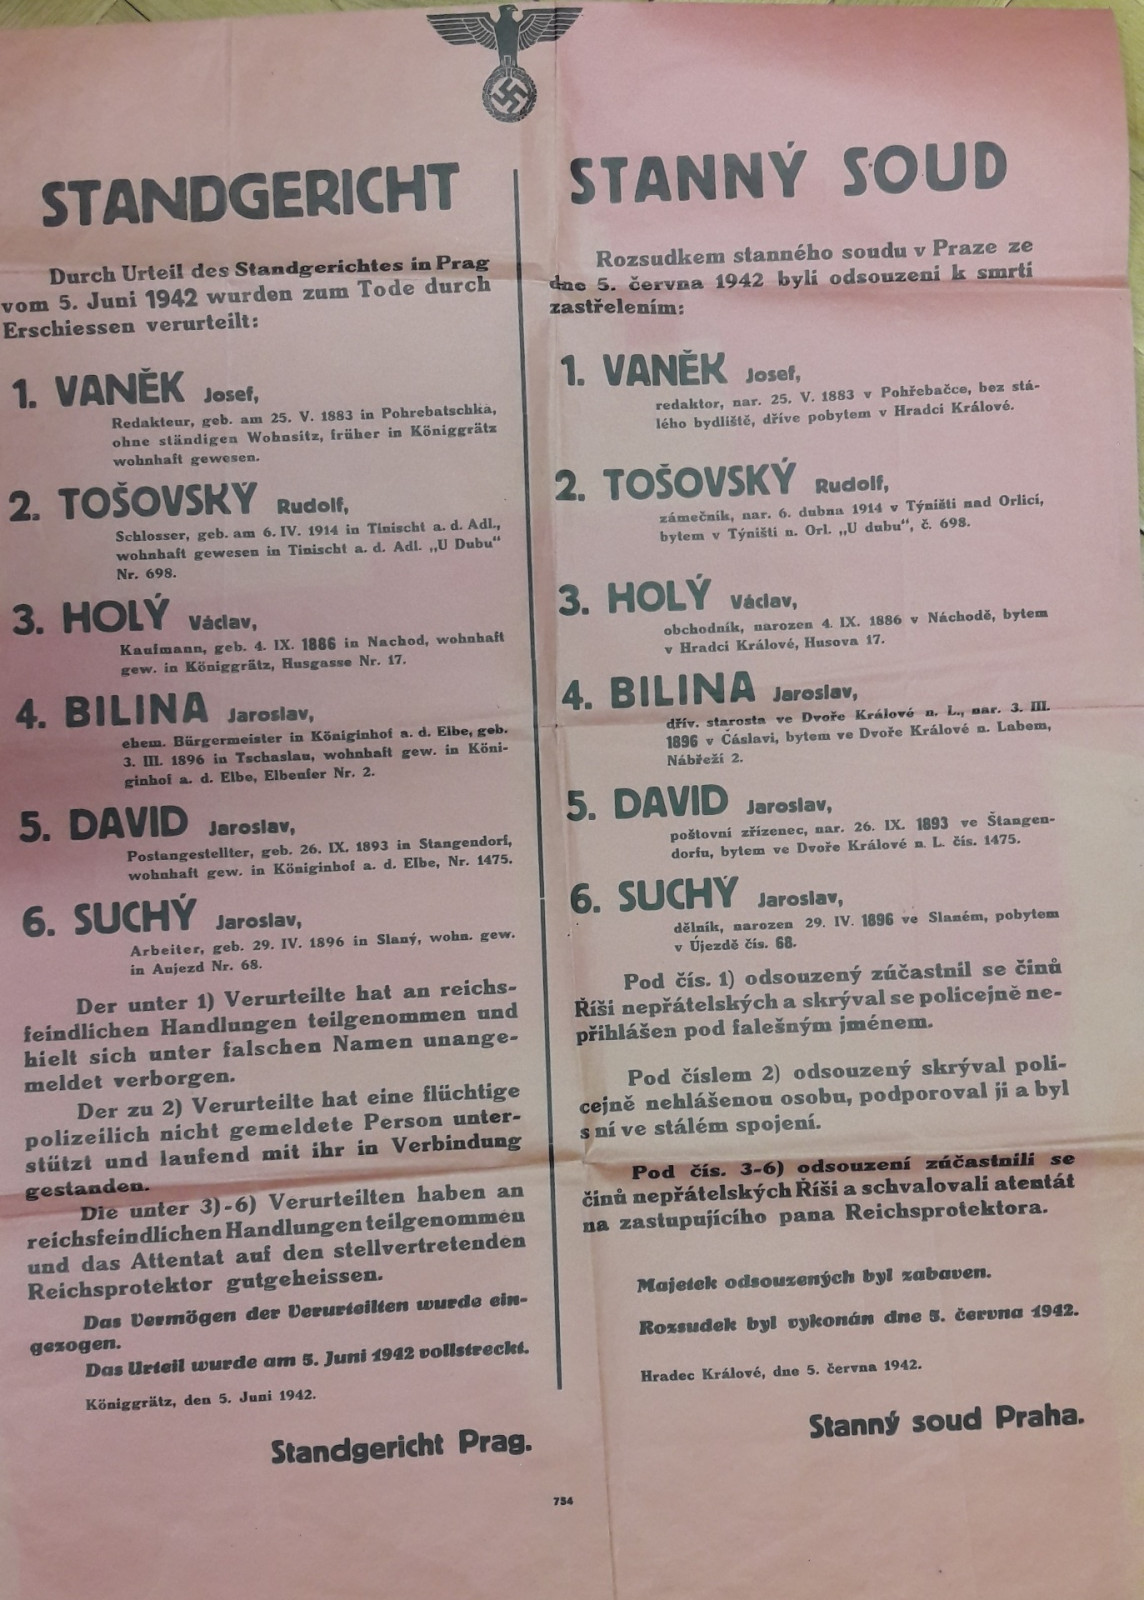 STANDGERICHT
Durch Urteil des Standgerichtes in Prag
vom 5. Juni 1942 wurden zum Tode durch
Erschiessen verurteilt:
1. VANĚK Josef,
Redakteur, geb. am 25. V. 1883 in Pohrebatschka,
ohne ständigen Wohnsitz, früher in Königgrätz
wohnhaft gewesen.
2. TOŠOVSKÝ Rudolf,
Schlosser, geb. am 6. IV. 1914 in Tinischt a. d. Adl.,
wohnhaft gewesen in Tinischt a. d. Adl. „U Dubu“
Nr. 698.
3. HOLÝ Václav,
Kaufmann, geb. 4. IX. 1886 in Nachod, wohnhaft
gew. in Königgrätz, Husgasse Nr. 17.
4. BILINA Jaroslav,
ehem. Bürgermeister in Königinhof a. d. Elbe, geb.
3. III. 1896 in Tschaslau, wohnhaft gew. in Köni-
ginhof a. d. Elbe, Elbeufer Nr. 2.
5. DAVID Jaroslav,
Postangestellter, geb. 26. IX. 1893 in Stangendorf,
wohnhaft gew. in Königinhof a. d. Elbe, Nr. 1475.
6. SUCHÝ Jaroslav,
Arbeiter, geb. 29. IV. 1896 in Slaný, wohn. gew.
in Aujezd Nr. 68.
Der unter 1) Verurteilte hat an reichs-
feindlichen Handlungen teilgenommen und
hielt sich unter falschen Namen unange-
meldet verborgen.
Der zu 2) Verurteilte hat eine flüchtige
polizeilich nicht gemeldete Person unter-
stützt und laufend mit ihr in Verbindung
gestanden.
Die unter 3)-6) Verurteilten haben an
reichsfeindlichen Handlungen teilgenommen
und das Attentat auf den stellvertretenden
Reichsprotektor gutgeheissen.
Das Vermögen der Verurteilten wurde ein-
gezogen.
Das Urteil wurde am 5. Juni 1942 vollstreckt.
Königgrätz, den 5. Juni 1942.
Standgericht Prag.
STANNÝ SOUD
Rozsudkem stanného soudu v Praze ze
dne 5. června 1942 byli odsouzeni k smrti
zastřelením:
1. VANĚK Josef,
redaktor, nar. 25. V. 1883 v Pohřebačce, bez stá-
lého bydliště, dříve pobytem v Hradci Králové.
2. TOŠOVSKÝ Rudolf,
zámečník, nar. 6. dubna 1914 v Týništi nad Orlicí,
bytem v Týništi n. Orl. „U dubu“, č. 698.
3. HOLÝ Václav,
obchodník, narozen 4. IX. 1886 v Náchodě, bytem
v Hradci Králové, Husova 17.
4. BILINA Jaroslav,
dřív. starosta ve Dvoře Králové n. L., nar. 3. III.
1896 v Čáslavi, bytem ve Dvoře Králové n. Labem,
Nábřeží 2.
5. DAVID Jaroslav,
poštovní zřízenec, nar. 26. IX. 1893 ve Štangen-
dorfu, bytem ve Dvoře Králové n. L. čís. 1475.
6. SUCHÝ Jaroslav,
dělník, narozen 29. IV. 1896 ve Slaném, pobytem
v Újezdě čís. 68.
Pod čís. 1) odsouzený zúčastnil se činů
Říši nepřátelských a skrýval se policejně ne-
přihlášen pod falešným jménem.
Pod číslem 2) odsouzený skrýval poli-
cejně nehlášenou osobu, podporoval ji a byl
s ní ve stálém spojení.
Pod čís. 3-6) odsouzení zúčastnili se
činů nepřátelských Říši a schvalovali atentát
na zastupujícího pana Reichsprotektora.
Majetek odsouzených byl zabaven.
Rozsudek byl vykonán dne 5. června 1942.
Hradec Králové, dne 5. června 1942.
Stanný soud Praha.
754